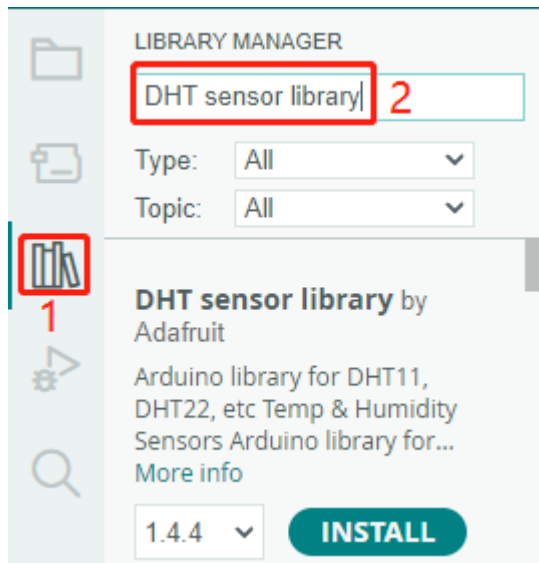 LIBRARY MANAGER
DHT sensor library 2
Type: All
Topic: All
1
DHT sensor library by
Adafruit
Arduino library for DHT11,
DHT22, etc Temp & Humidity
Sensors Arduino library for...
More info
1.4.4 INSTALL